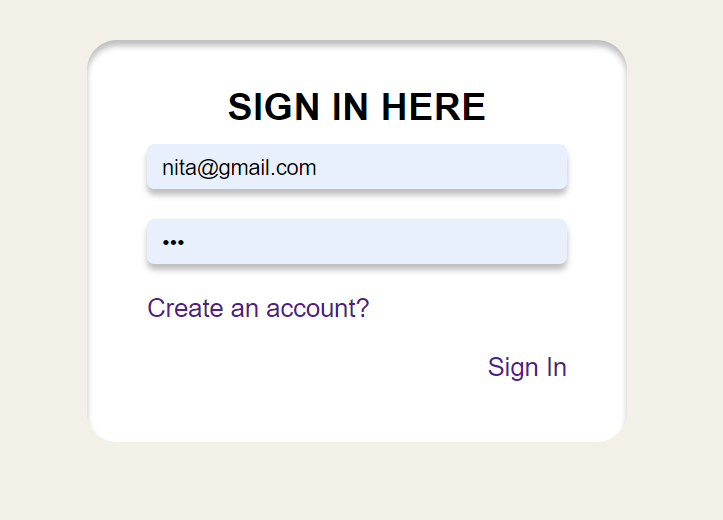 SIGN IN HERE
nita@gmail.com
•••
Create an account?
Sign In